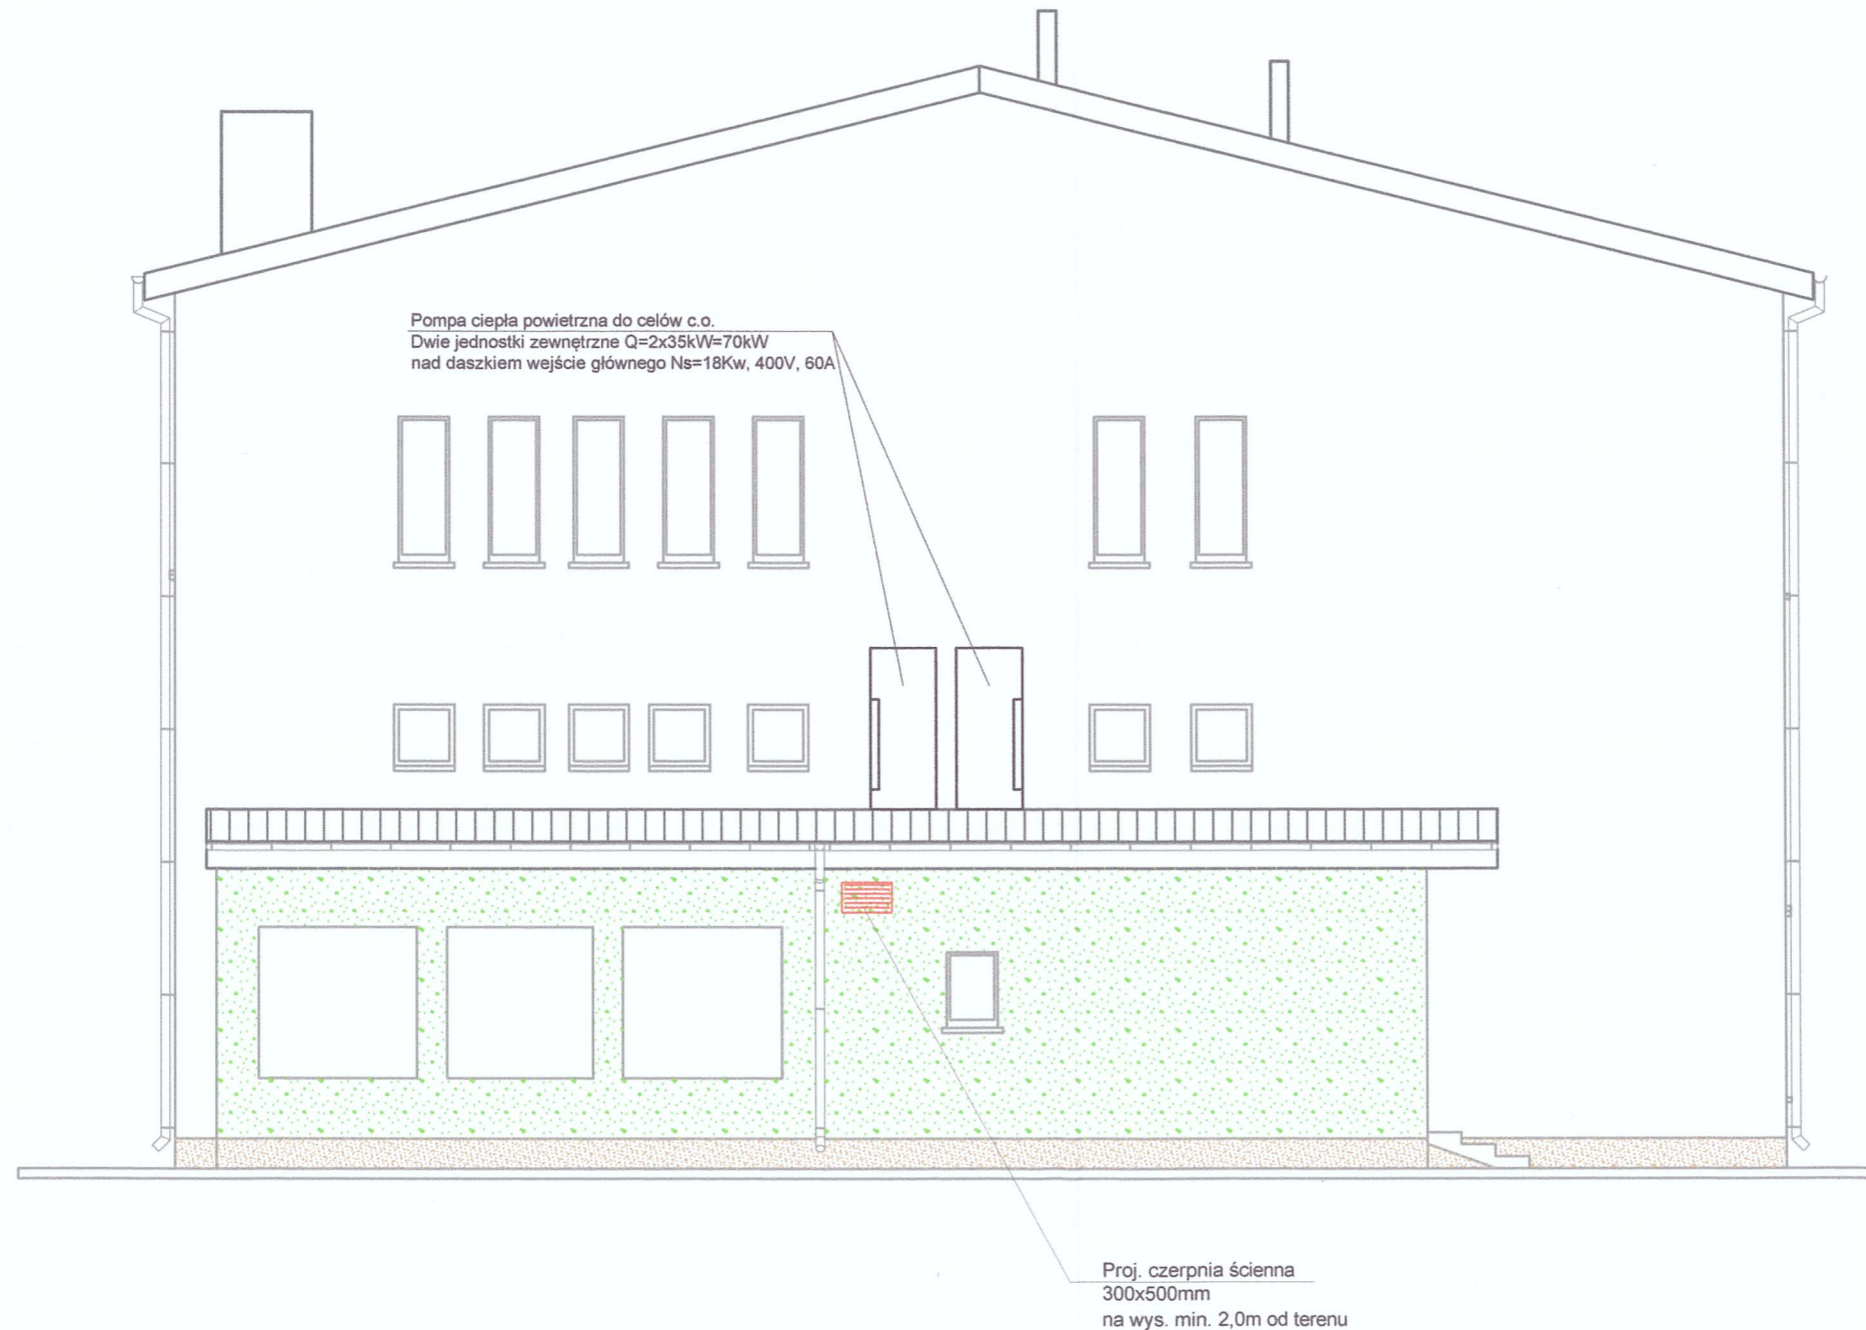 Pompa ciepła powietrzna do celów c.o.
Dwie jednostki zewnętrzne Q=2x35kW=70kW
nad daszkiem wejście głównego Ns=18Kw, 400V, 60A
Proj. czerpnia ścienna
300x500mm
na wys. min. 2,0m od terenu